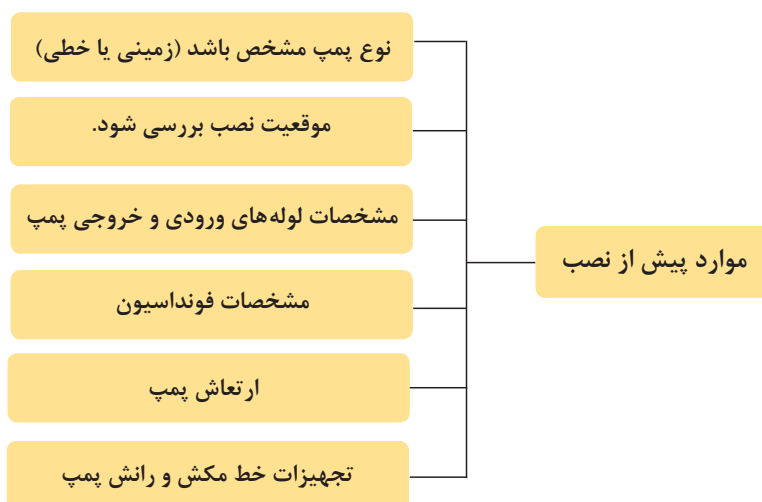 موارد پیش از نصب
نوع پمپ مشخص باشد (زمینی یا خطی)
موقعیت نصب بررسی شود.
مشخصات لوله‌های ورودی و خروجی پمپ
مشخصات فونداسیون
ارتعاش پمپ
تجهیزات خط مکش و رانش پمپ